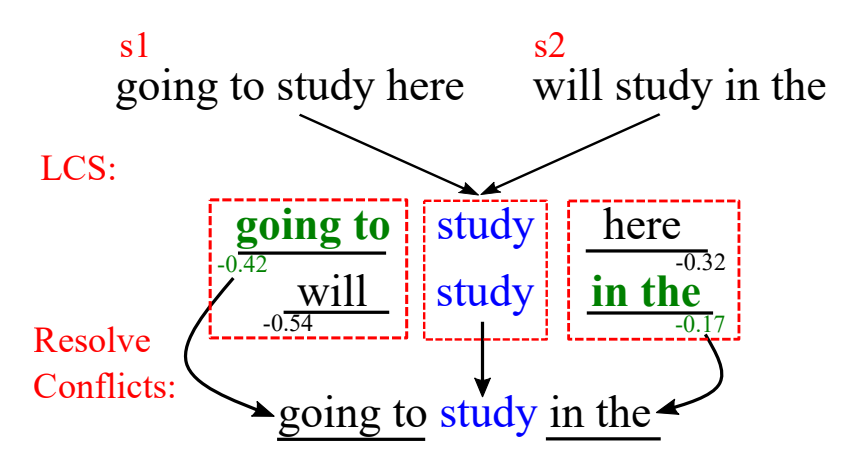 s1 s2
going to study here will study in the
LCS:
going to study here
-0.42 -0.32
will study in the
-0.54 -0.17
Resolve
Conflicts:
going to study in the